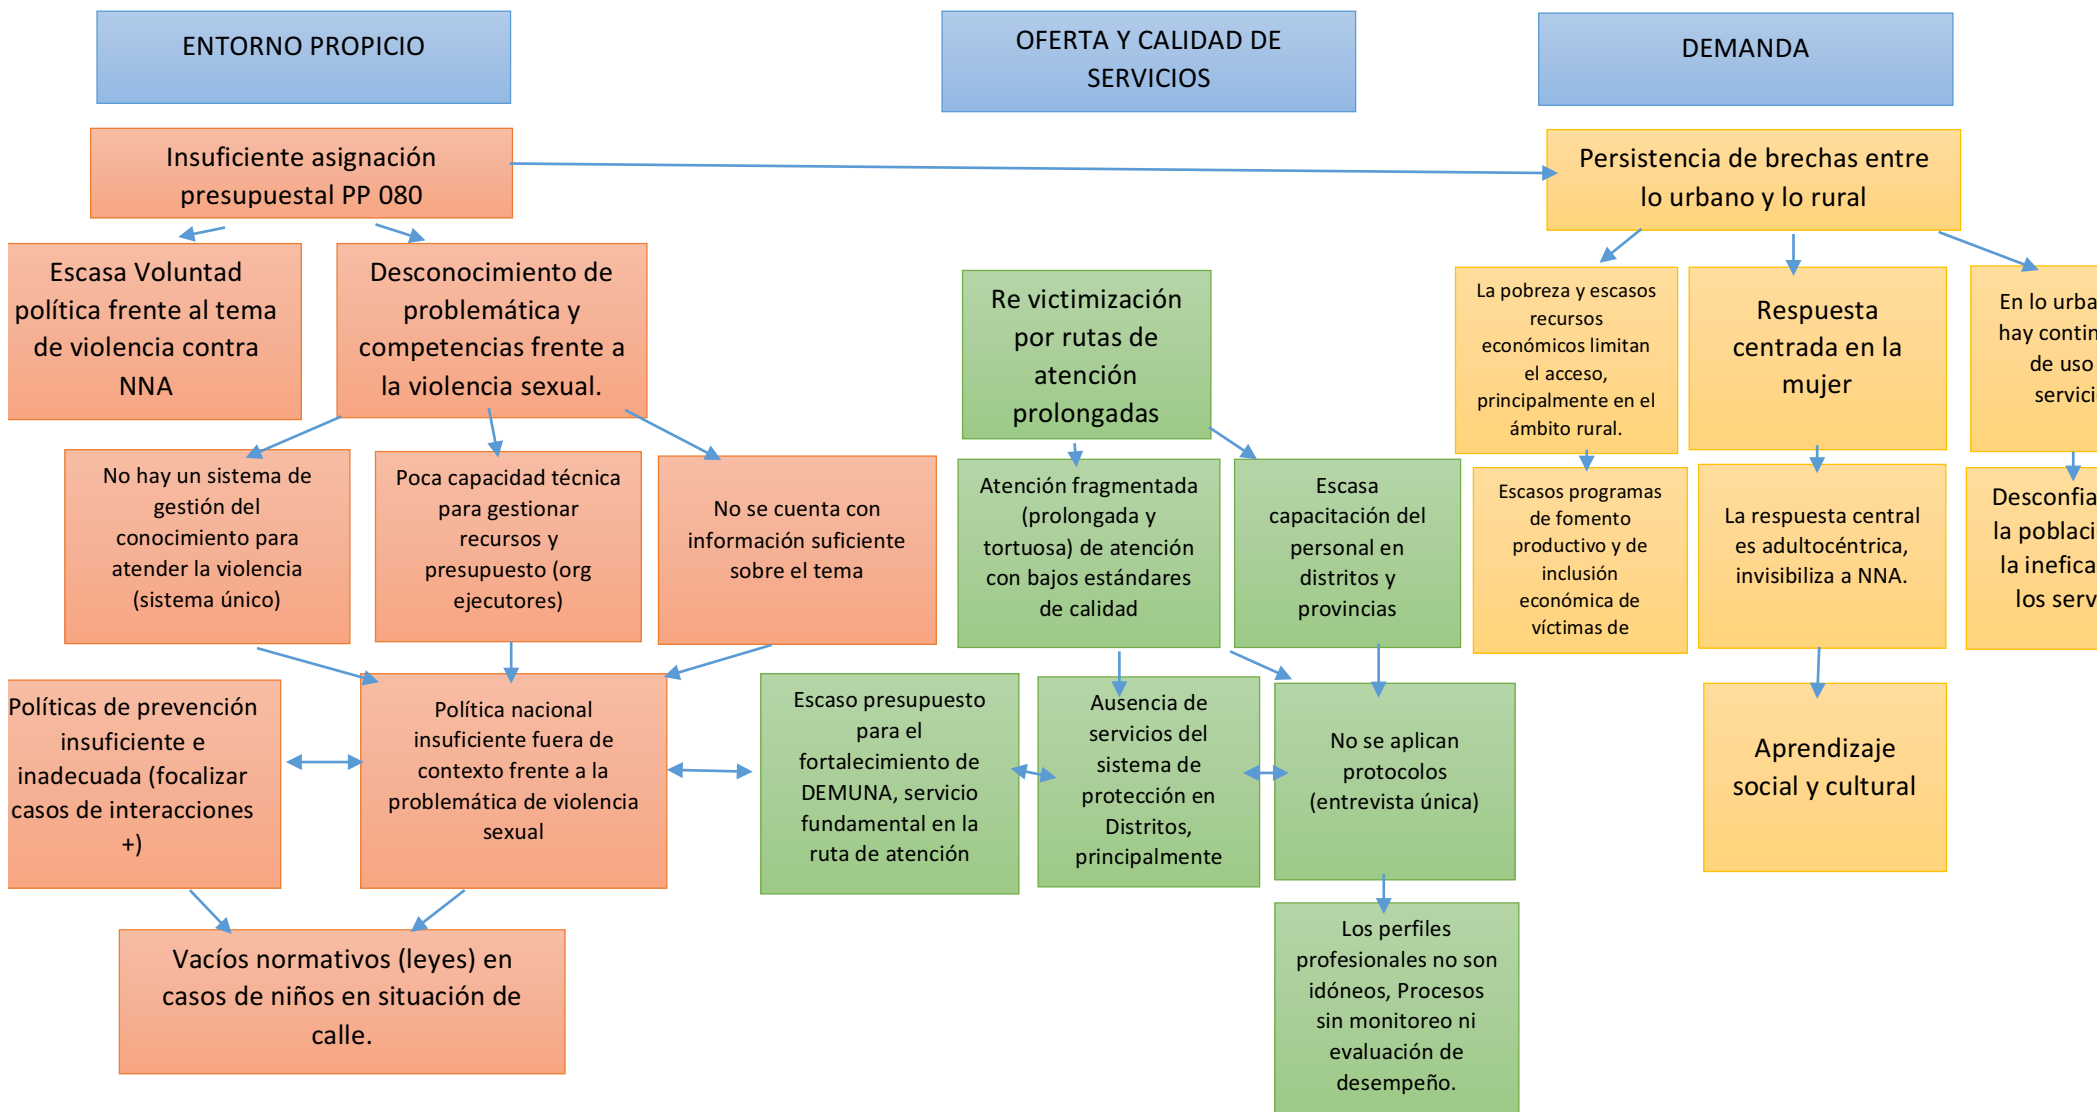 ENTORNO PROPICIO
OFERTA Y CALIDAD DE
SERVICIOS
DEMANDA
Insuficiente asignación
presupuestal PP 080
Persistencia de brechas entre
lo urbano y lo rural
Escasa Voluntad
política frente al tema
de violencia contra
NNA
Desconocimiento de
problemática y
competencias frente a
la violencia sexual.
Re victimización
por rutas de
atención
prolongadas
La pobreza y escasos
recursos
económicos limitan
el acceso,
principalmente en el
ámbito rural.
Respuesta
centrada en la
mujer
En lo
hay
de uso
No hay un sistema de
gestión del
conocimiento para
atender la violencia
(sistema único)
Poca capacidad técnica
para gestionar
recursos y
presupuesto (org
ejecutores)
No se cuenta con
información suficiente
sobre el tema
Atención fragmentada
(prolongada y
tortuosa) de atención
con bajos estándares
de calidad
Escasa
capacitación del
personal en
distritos y
provincias
Escasos programas
de fomento
productivo y de
inclusión
económica de
víctimas de
La respuesta central
es adultocéntrica,
invisibiliza a NNA.
la
la
los
Políticas de prevención
insuficiente e
inadecuada (focalizar
casos de interacciones
+)
Política nacional
insuficiente fuera de
contexto frente a la
problemática de violencia
sexual
Escaso presupuesto
para el
fortalecimiento de
DEMUNA, servicio
fundamental en la
ruta de atención
Ausencia de
servicios del
sistema de
protección en
Distritos,
principalmente
No se aplican
protocolos
(entrevista única)
Aprendizaje
social y cultural
Vacíos normativos (leyes) en
casos de niños en situación de
calle.
Los perfiles
profesionales no son
idóneos, Procesos
sin monitoreo ni
evaluación de
desempeño.